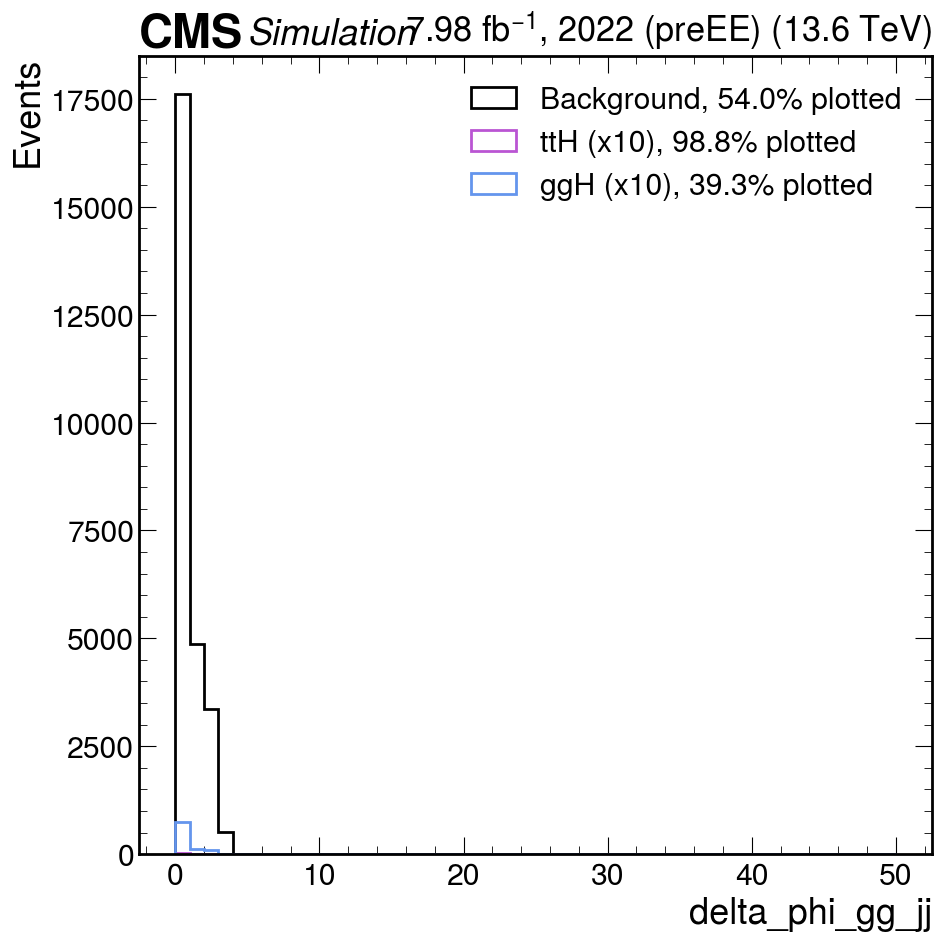 CMS Simulation 7.98 fb⁻¹, 2022 (preEE) (13.6 TeV)
Events
Background, 54.0% plotted
ttH (x10), 98.8% plotted
ggH (x10), 39.3% plotted
17500
15000
12500
10000
7500
5000
2500
0
0 10 20 30 40 50
delta_phi_gg_jj